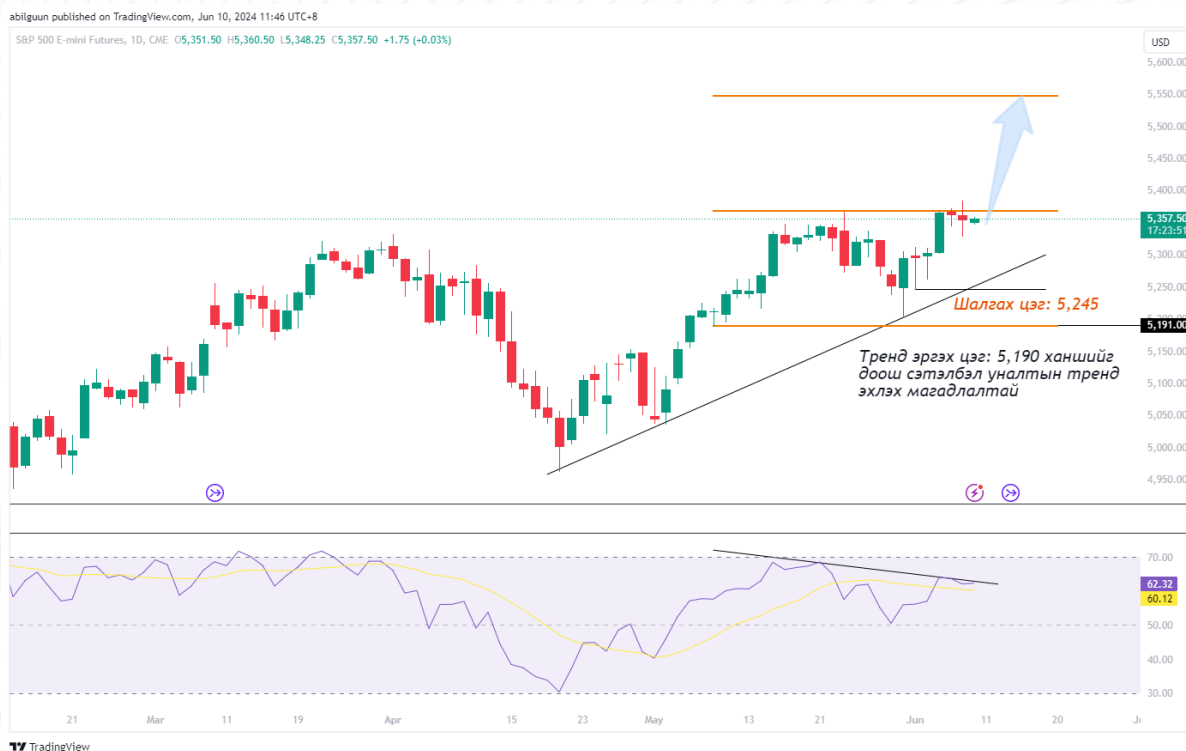 abilguun published on TradingView.com, Jun 10, 2024 11:46 UTC+8
S&P 500 E-mini Futures, 1D, CME O5,351.50 H5,360.50 L5,348.25 C5,357.50 +1.75 (+0.03%)
USD
5,600.00
5,550.00
5,500.00
5,450.00
5,400.00
5,357.50
17:23:51
5,300.00
5,250.00
Шалгах цэг: 5,245
5,191.00
Тренд эргэх цэг: 5,190 ханшийг
доош сэтэлбэл уналтын тренд
эхлэх магадлалтай
5,150.00
5,100.00
5,050.00
5,000.00
4,950.00
70.00
62.32
60.12
50.00
40.00
30.00
21 Mar 11 19 Apr 15 23 May 13 21 Jun 11 20
TradingView